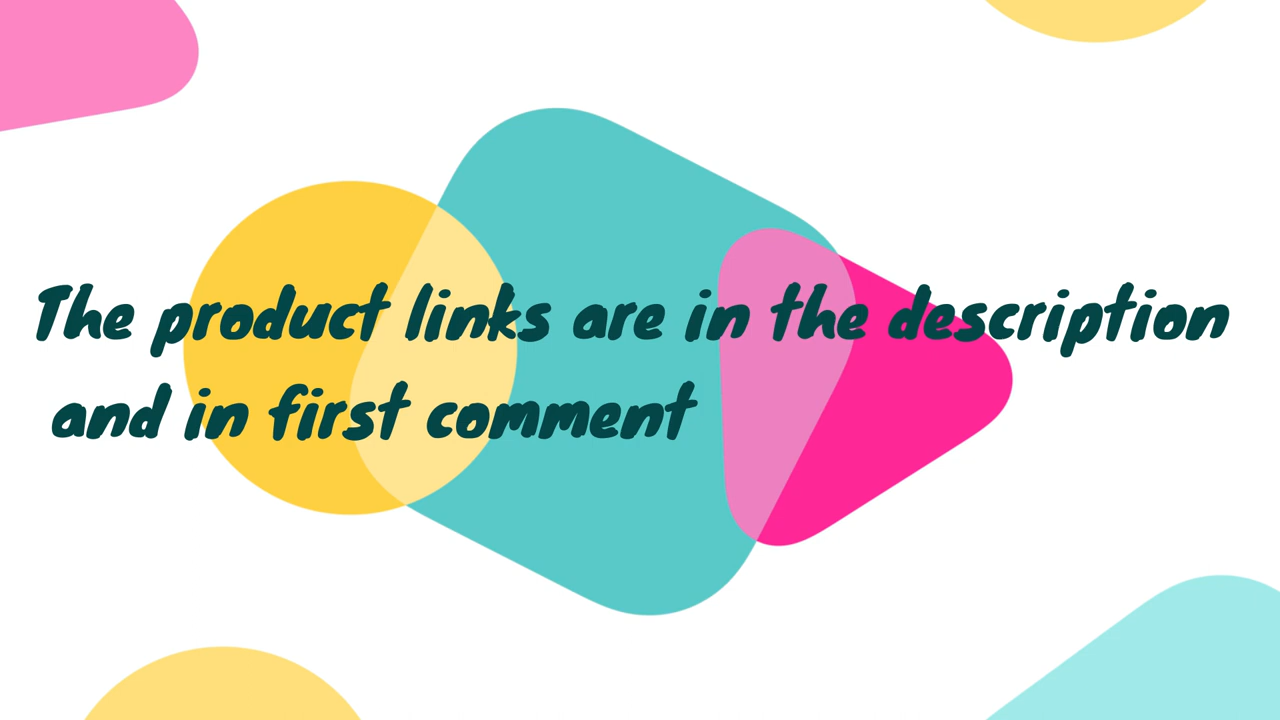 The product links are in the description
and in first comment